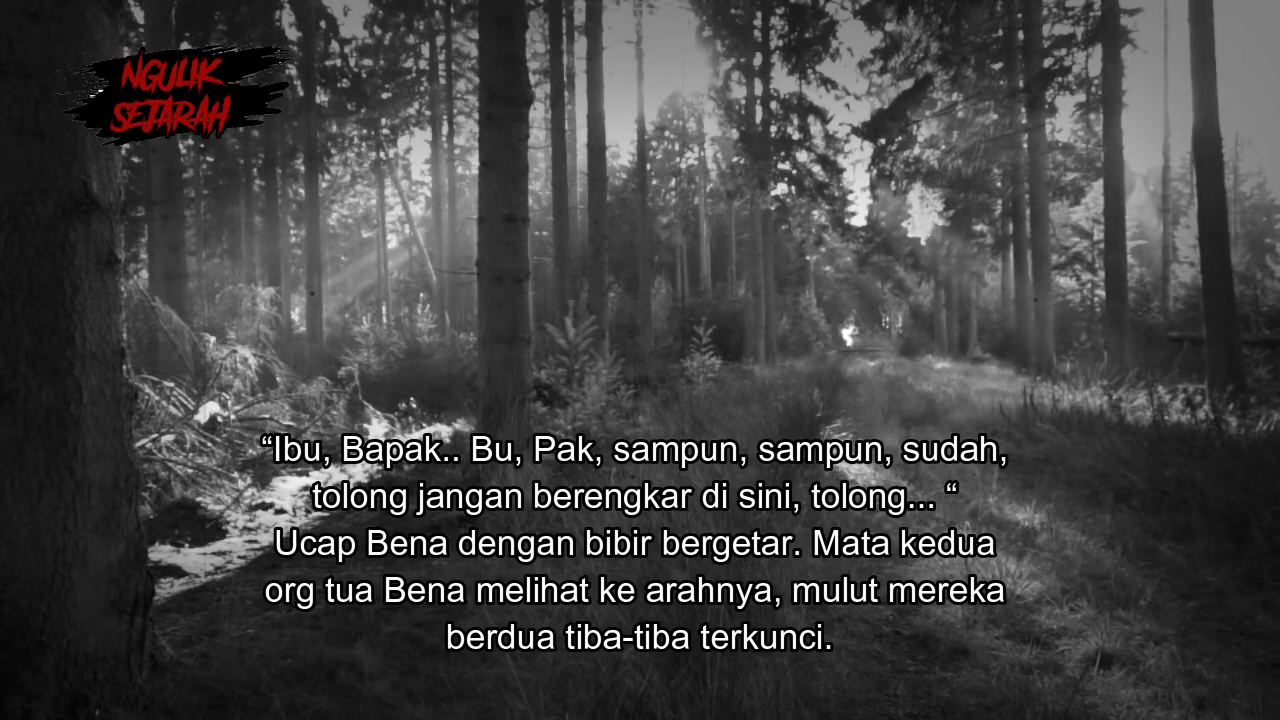 NGULIK
SEJARAH
“Ibu, Bapak.. Bu, Pak, sampun, sampun, sudah,
tolong jangan berengkar di sini, tolong... “
Ucap Bena dengan bibir bergetar. Mata kedua
org tua Bena melihat ke arahnya, mulut mereka
berdua tiba-tiba terkunci.